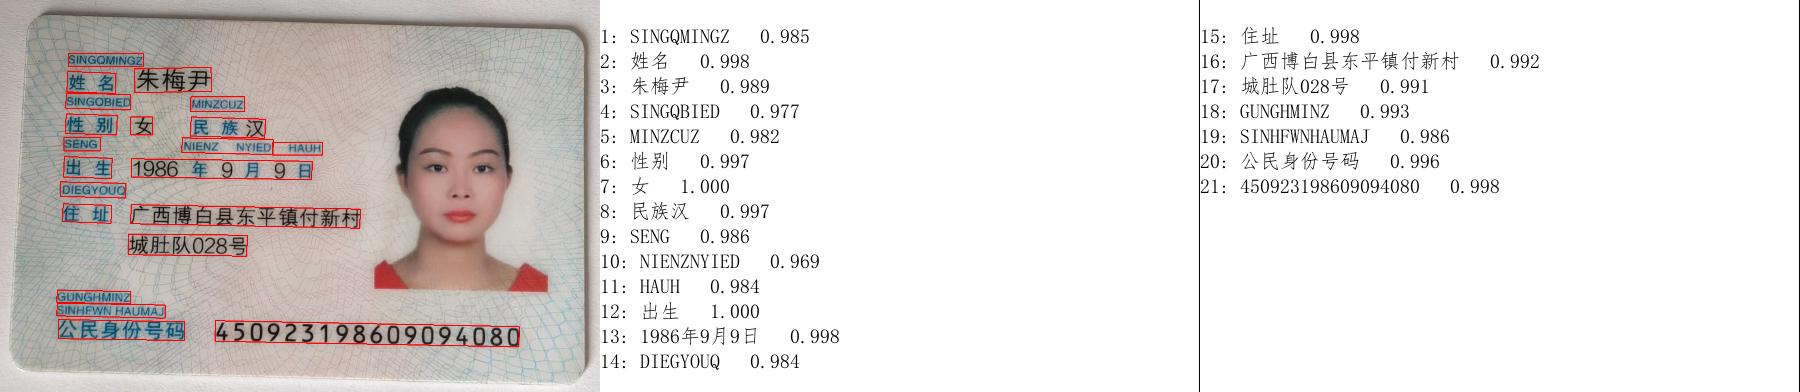 SINGQMINGZ
姓名 朱梅尹
SINGQBIED MINZCUZ
性别 女 民族 汉
SENG NIENZ NYIED HAUH
出生 1986 年 9 月 9 日
DIEGYOUQ
住址 广西博白县东平镇付新村
城肚队028号
GUNGHMINZ
SINHFWN HAUMAJ
公民身份号码 450923198609094080
1: SINGQMINGZ 0.985
2: 姓名 0.998
3: 朱梅尹 0.989
4: SINGQBIED 0.977
5: MINZCUZ 0.982
6: 性别 0.997
7: 女 1.000
8: 民族汉 0.997
9: SENG 0.986
10: NIENZNYIED 0.969
11: HAUH 0.984
12: 出生 1.000
13: 1986年9月9日 0.998
14: DIEGYOUQ 0.984
15: 住址 0.998
16: 广西博白县东平镇付新村 0.992
17: 城肚队028号 0.991
18: GUNGHMINZ 0.993
19: SINHFWNHAUMAJ 0.986
20: 公民身份号码 0.996
21: 450923198609094080 0.998